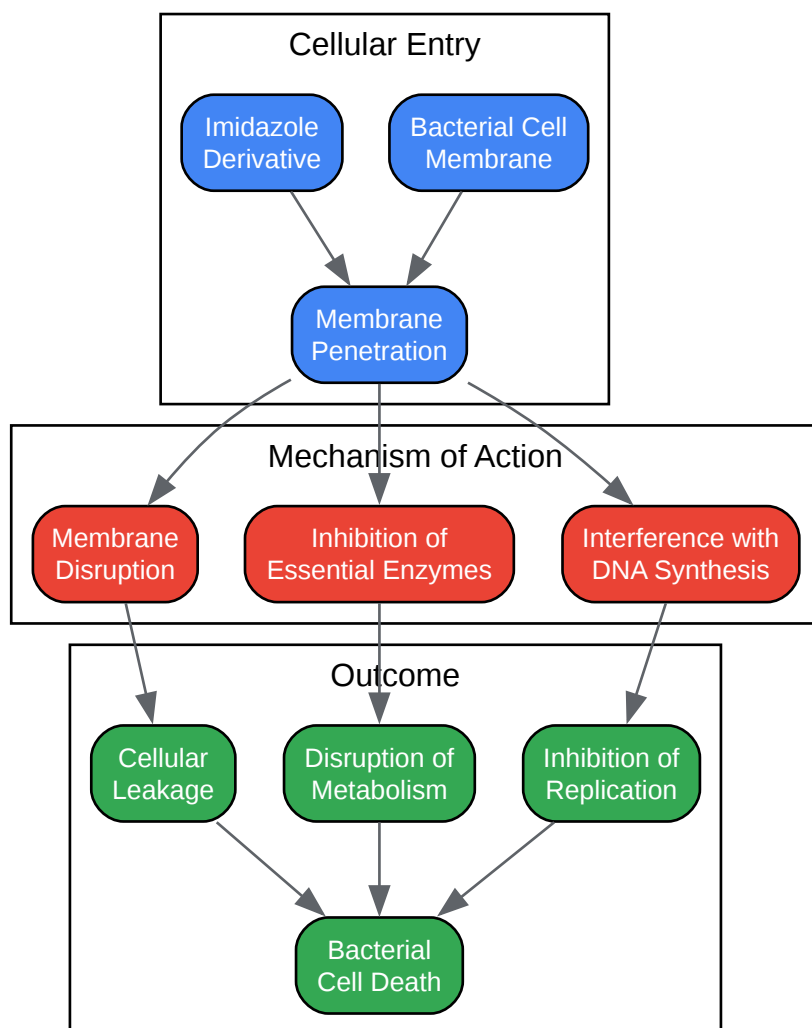 Cellular Entry
Imidazole
Derivative
Bacterial Cell
Membrane
Membrane
Penetration
Mechanism of Action
Membrane
Disruption
Inhibition of
Essential Enzymes
Interference with
DNA Synthesis
Outcome
Cellular
Leakage
Disruption of
Metabolism
Inhibition of
Replication
Bacterial
Cell Death